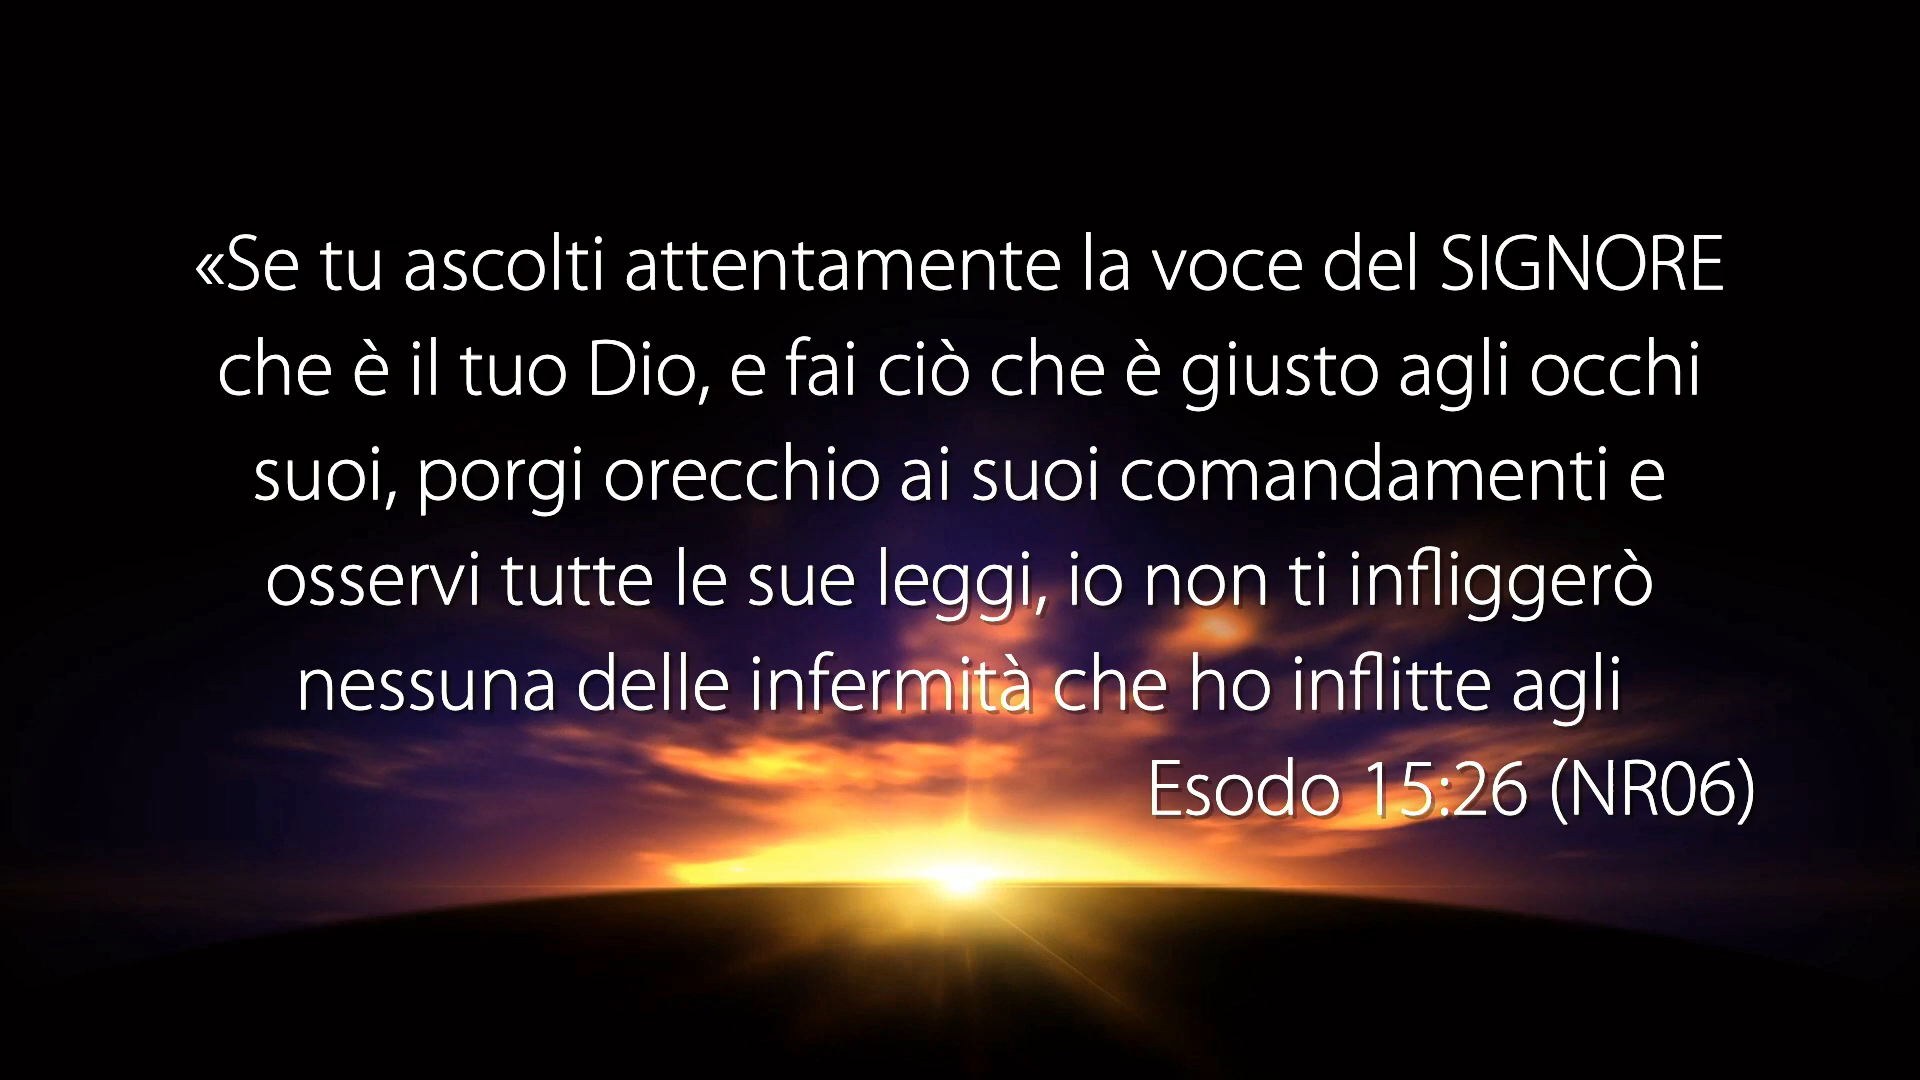 «Se tu ascolti attentamente la voce del SIGNORE
che è il tuo Dio, e fai ciò che è giusto agli occhi
suoi, porgi orecchio ai suoi comandamenti e
osservi tutte le sue leggi, io non ti infliggerò
nessuna delle infermità che ho inflitte agli
Esodo 15:26 (NR06)